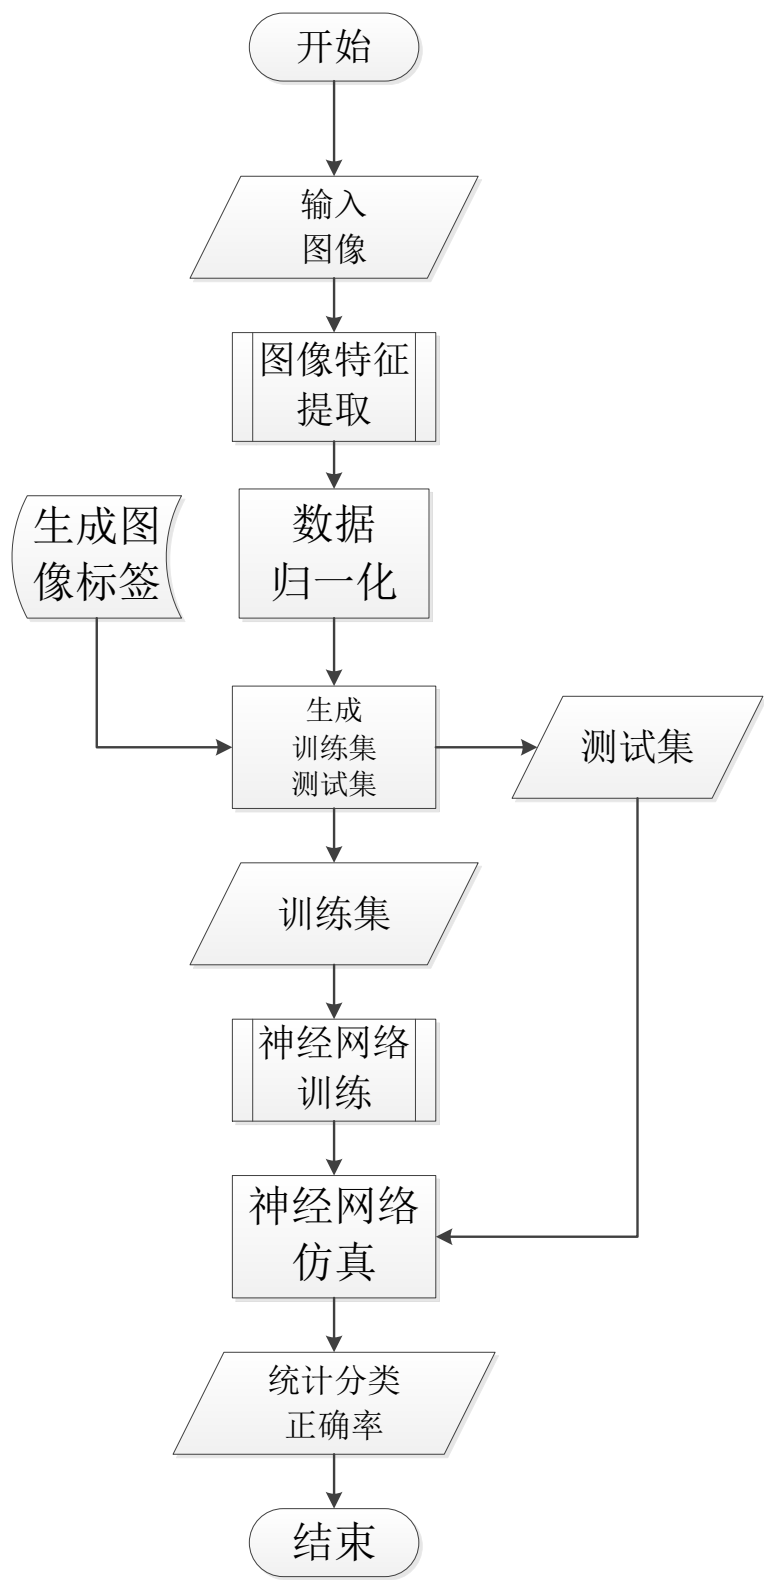 开始
输入
图像
图像特征
提取
生成图
像标签
数据
归一化
生成
训练集
测试集
测试集
训练集
神经网络
训练
神经网络
仿真
统计分类
正确率
结束